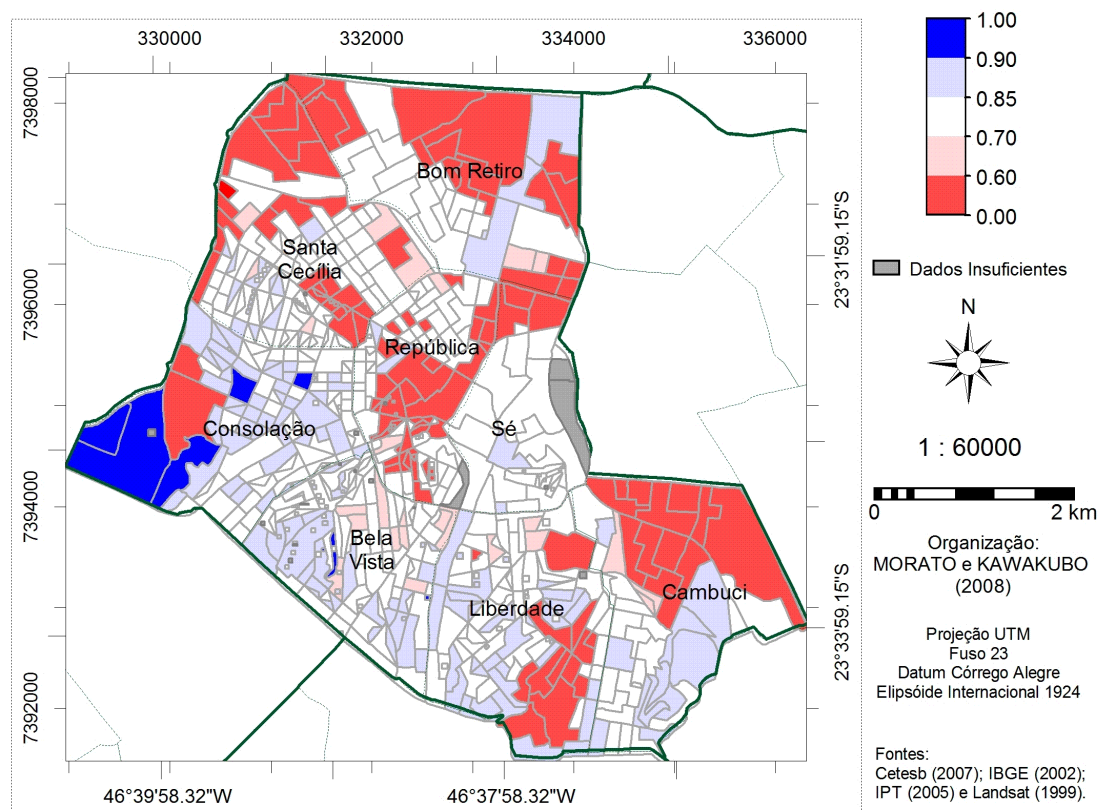 330000
332000
334000
336000
7398000
7396000
7394000
7392000
23°31'59.15"S
23°33'59.15"S
46°39'58.32"W
46°37'58.32"W
Bom Retiro
Santa
Cecília
República
Consolação
Sé
Bela
Vista
Liberdade
Cambuci
1.00
0.90
0.85
0.70
0.60
0.00
Dados Insuficientes
N
1 : 60000
0
2 km
Organização:
MORATO e KAWAKUBO
(2008)
Projeção UTM
Fuso 23
Datum Córrego Alegre
Elipsóide Internacional 1924
Fontes:
Cetesb (2007); IBGE (2002);
IPT (2005) e Landsat (1999).